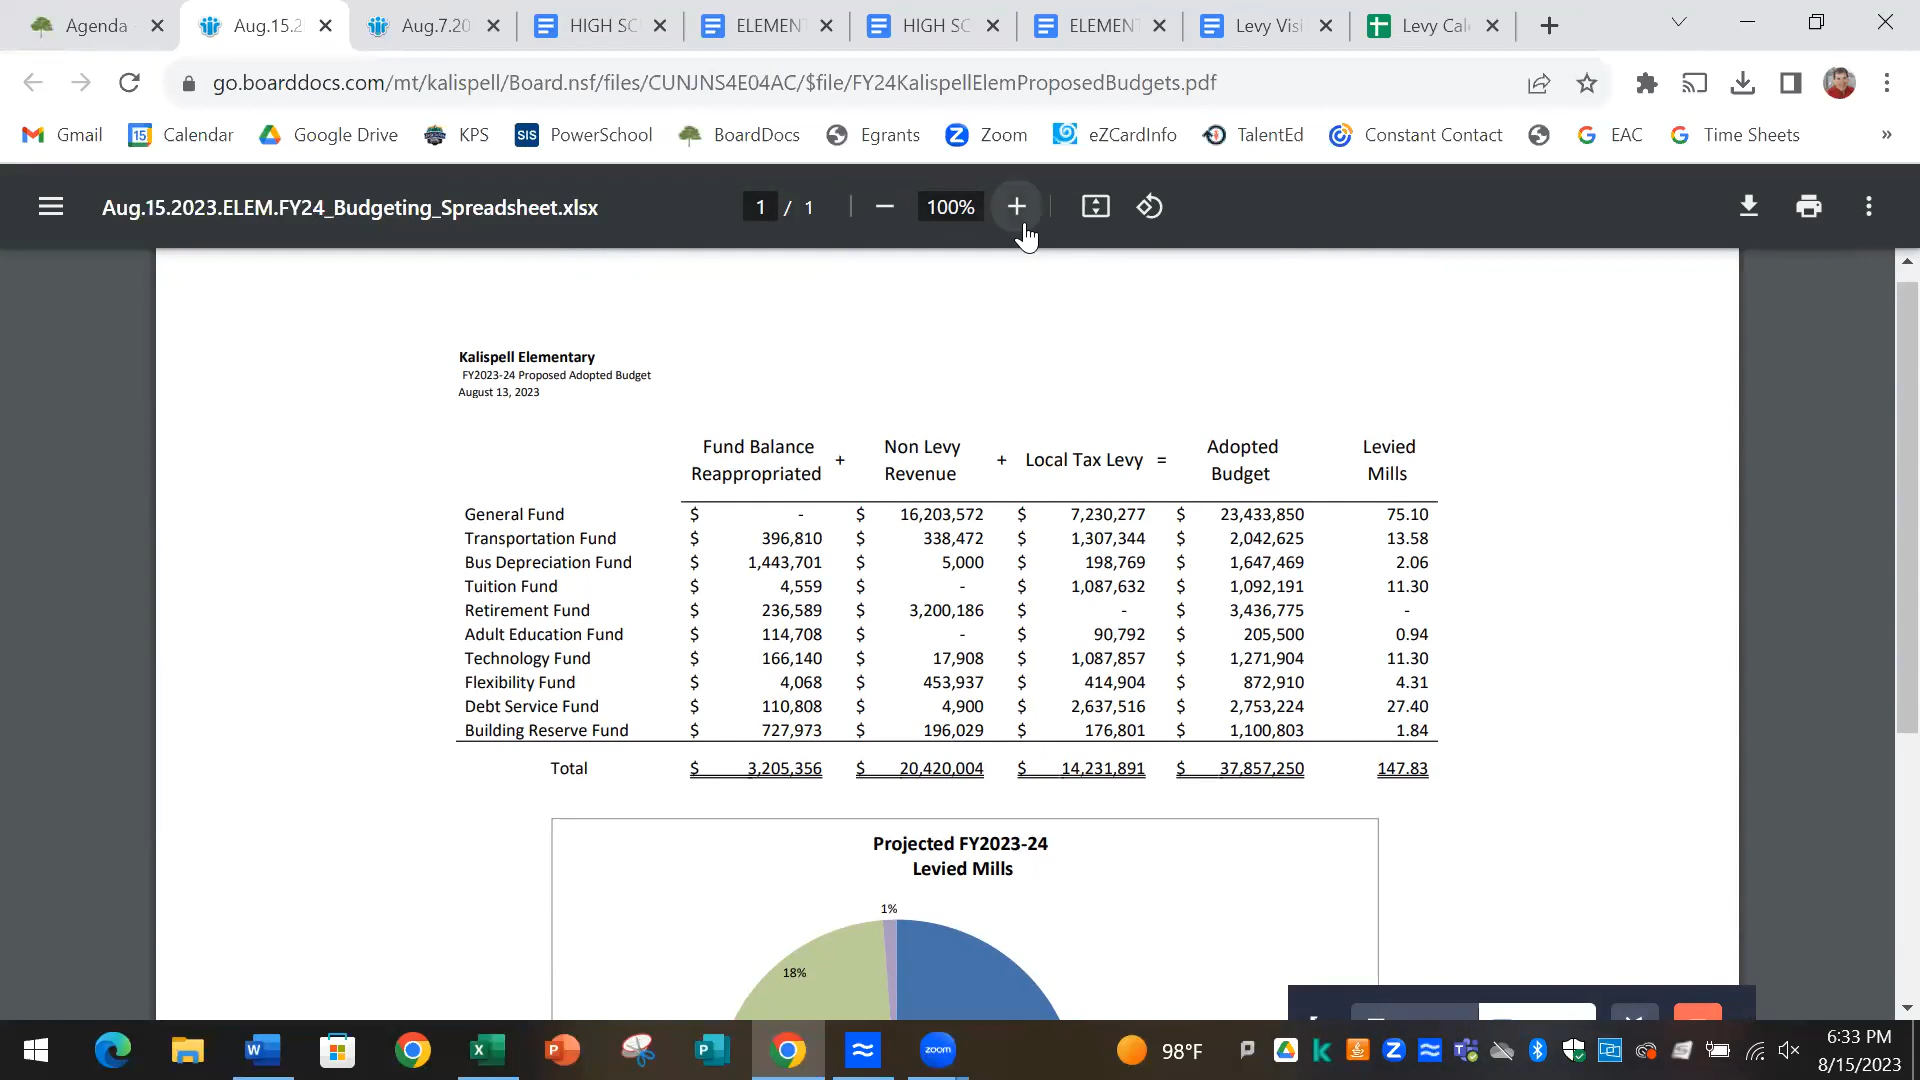 Agenda
Aug.15.2
Aug.7.20
HIGH SC
ELEMEN
HIGH SC
ELEMEN
Levy Visi
Levy Cal
go.boarddocs.com/mt/kalispell/Board.nsf/files/CUNJNS4E04AC/$file/FY24KalispellElemProposedBudgets.pdf
Gmail
Calendar
Google Drive
KPS
SIS PowerSchool
BoardDocs
Egrants
Zoom
eZCardInfo
TalentEd
Constant Contact
EAC
Time Sheets
»
Aug.15.2023.ELEM.FY24_Budgeting_Spreadsheet.xlsx
1 / 1
100%
Kalispell Elementary
FY2023-24 Proposed Adopted Budget
August 13, 2023
Fund Balance Reappropriated + Non Levy Revenue + Local Tax Levy = Adopted Budget Levied Mills
General Fund $ - $ 16,203,572 $ 7,230,277 $ 23,433,850 75.10
Transportation Fund $ 396,810 $ 338,472 $ 1,307,344 $ 2,042,625 13.58
Bus Depreciation Fund $ 1,443,701 $ 5,000 $ 198,769 $ 1,647,469 2.06
Tuition Fund $ 4,559 $ - $ 1,087,632 $ 1,092,191 11.30
Retirement Fund $ 236,589 $ 3,200,186 $ - $ 3,436,775 -
Adult Education Fund $ 114,708 $ - $ 90,792 $ 205,500 0.94
Technology Fund $ 166,140 $ 17,908 $ 1,087,857 $ 1,271,904 11.30
Flexibility Fund $ 4,068 $ 453,937 $ 414,904 $ 872,910 4.31
Debt Service Fund $ 110,808 $ 4,900 $ 2,637,516 $ 2,753,224 27.40
Building Reserve Fund $ 727,973 $ 196,029 $ 176,801 $ 1,100,803 1.84
Total $ 3,205,356 $ 20,420,004 $ 14,231,891 $ 37,857,250 147.83
Projected FY2023-24
Levied Mills
1%
18%
zoom
98°F
6:33 PM
8/15/2023